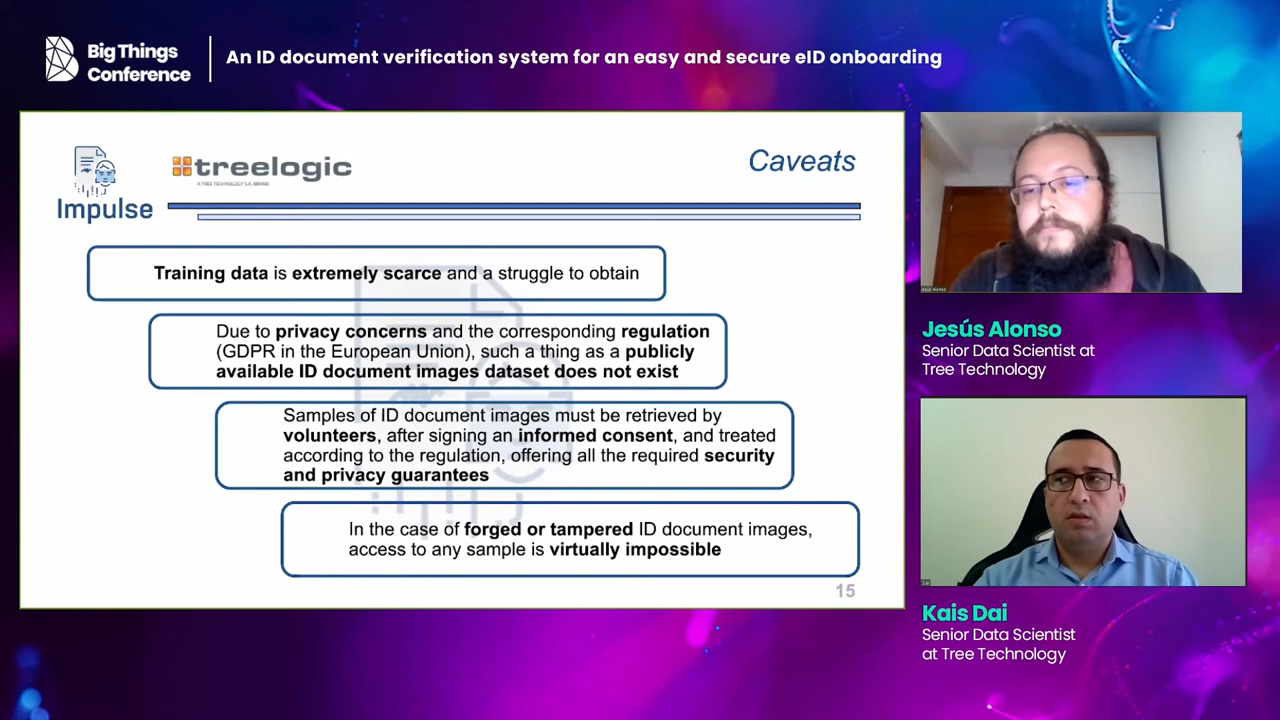 Big Things
Conference
An ID document verification system for an easy and secure eID onboarding
Impulse
treelogic
A TREE TECHNOLOGY S.A. BRAND
Caveats
Training data is extremely scarce and a struggle to obtain
Due to privacy concerns and the corresponding regulation
(GDPR in the European Union), such a thing as a publicly
available ID document images dataset does not exist
Samples of ID document images must be retrieved by
volunteers, after signing an informed consent, and treated
according to the regulation, offering all the required security
and privacy guarantees
In the case of forged or tampered ID document images,
access to any sample is virtually impossible
15
Jesús Alonso
Jesús Alonso
Senior Data Scientist at
Tree Technology
Kais Dai
Senior Data Scientist
at Tree Technology